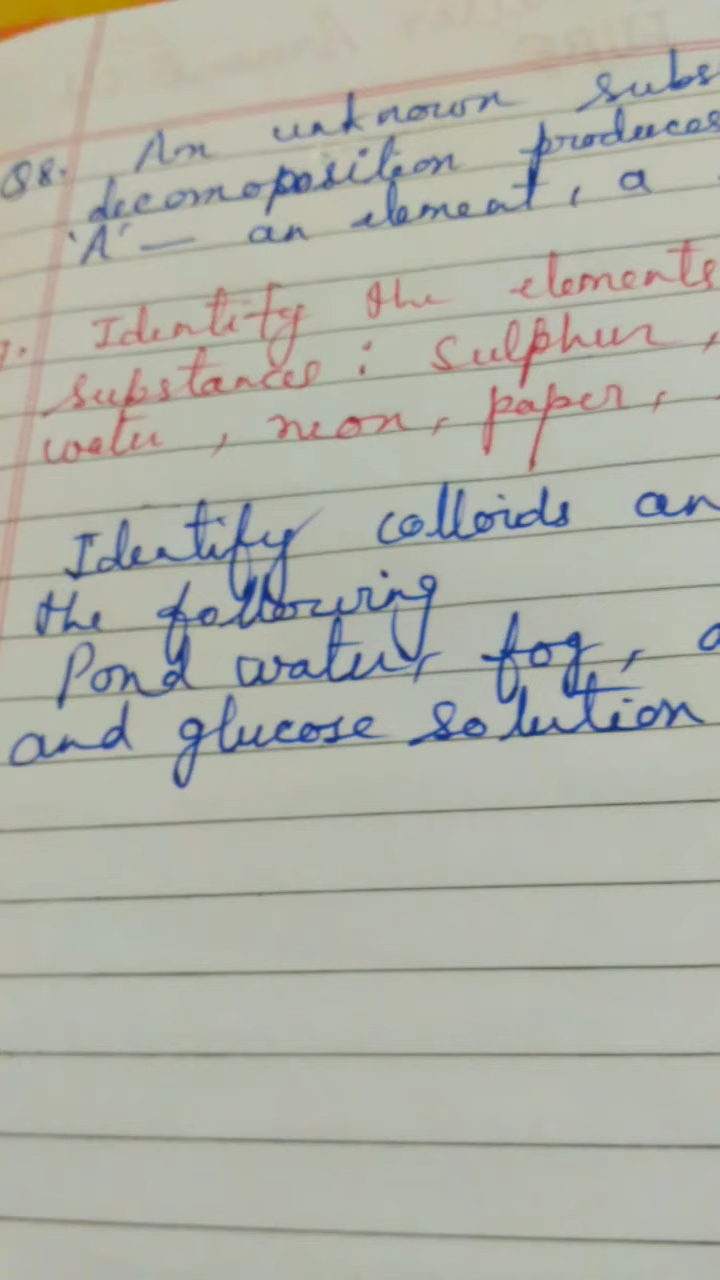 Q8. An unknown subs
decomoposition produces
'A' — an element, a
Identify the elements
substances : sulphur,
water, neon, paper,
Identify colloids an
the following
Pond water, fog, a
and glucose solution